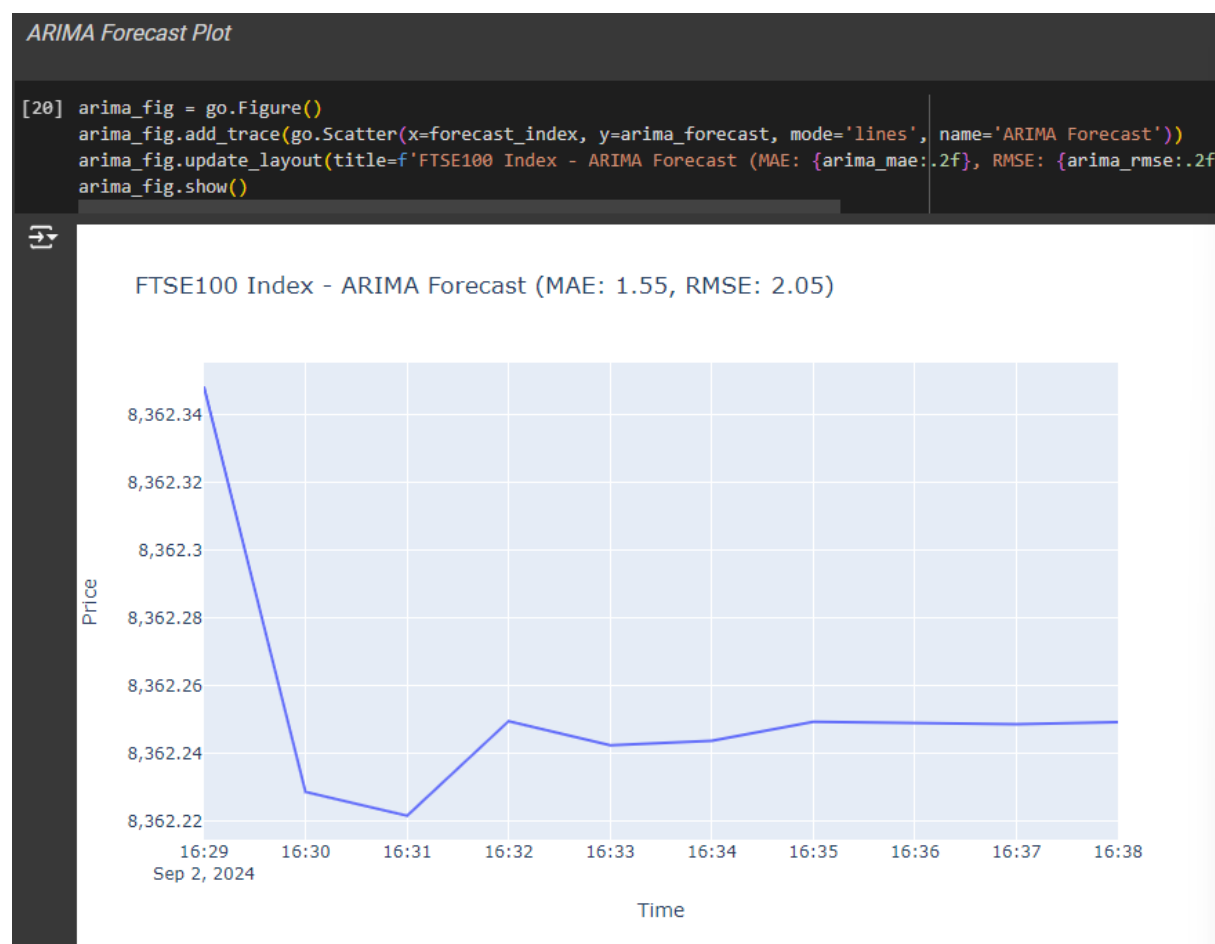 ARIMA Forecast Plot
[20] arima_fig = go.Figure()
arima_fig.add_trace(go.Scatter(x=forecast_index, y=arima_forecast, mode='lines', name='ARIMA Forecast'))
arima_fig.update_layout(title=f'FTSE100 Index - ARIMA Forecast (MAE: {arima_mae:.2f}, RMSE: {arima_rmse:.2f
arima_fig.show()
FTSE100 Index - ARIMA Forecast (MAE: 1.55, RMSE: 2.05)
8,362.34
8,362.32
8,362.3
8,362.28
8,362.26
8,362.24
8,362.22
Price
16:29 16:30 16:31 16:32 16:33 16:34 16:35 16:36 16:37 16:38
Sep 2, 2024
Time